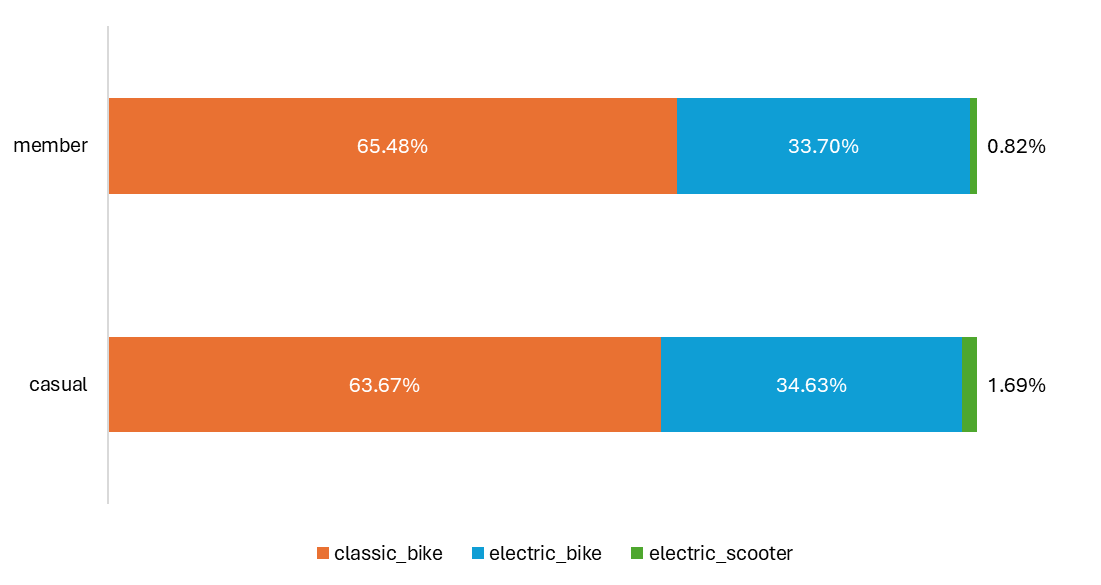 member 65.48% 33.70% 0.82%
casual 63.67% 34.63% 1.69%
classic_bike electric_bike electric_scooter